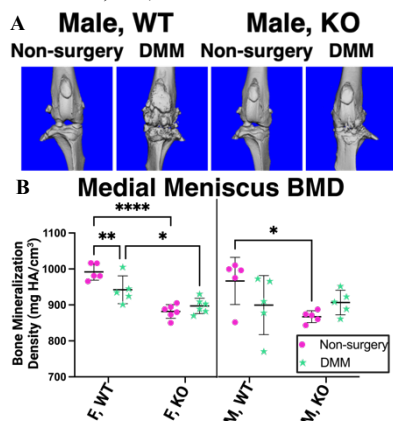 A Male, WT Male, KO
Non-surgery DMM Non-surgery DMM
B Medial Meniscus BMD
Bone Mineralization
Density (mg HA/cm³)
1100
1000
900
800
700
****
**
*
*
F, WT
F, KO
M, WT
M, KO
Non-surgery
DMM